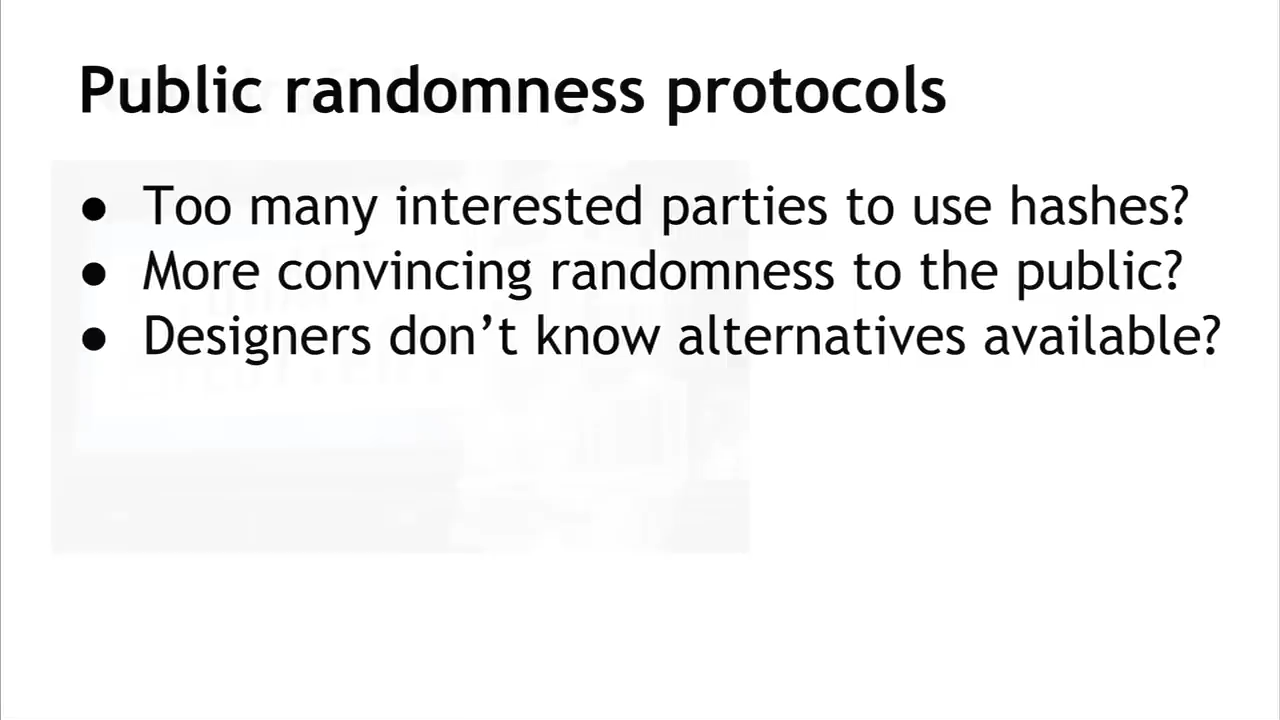 Public randomness protocols
● Too many interested parties to use hashes?
● More convincing randomness to the public?
● Designers don’t know alternatives available?